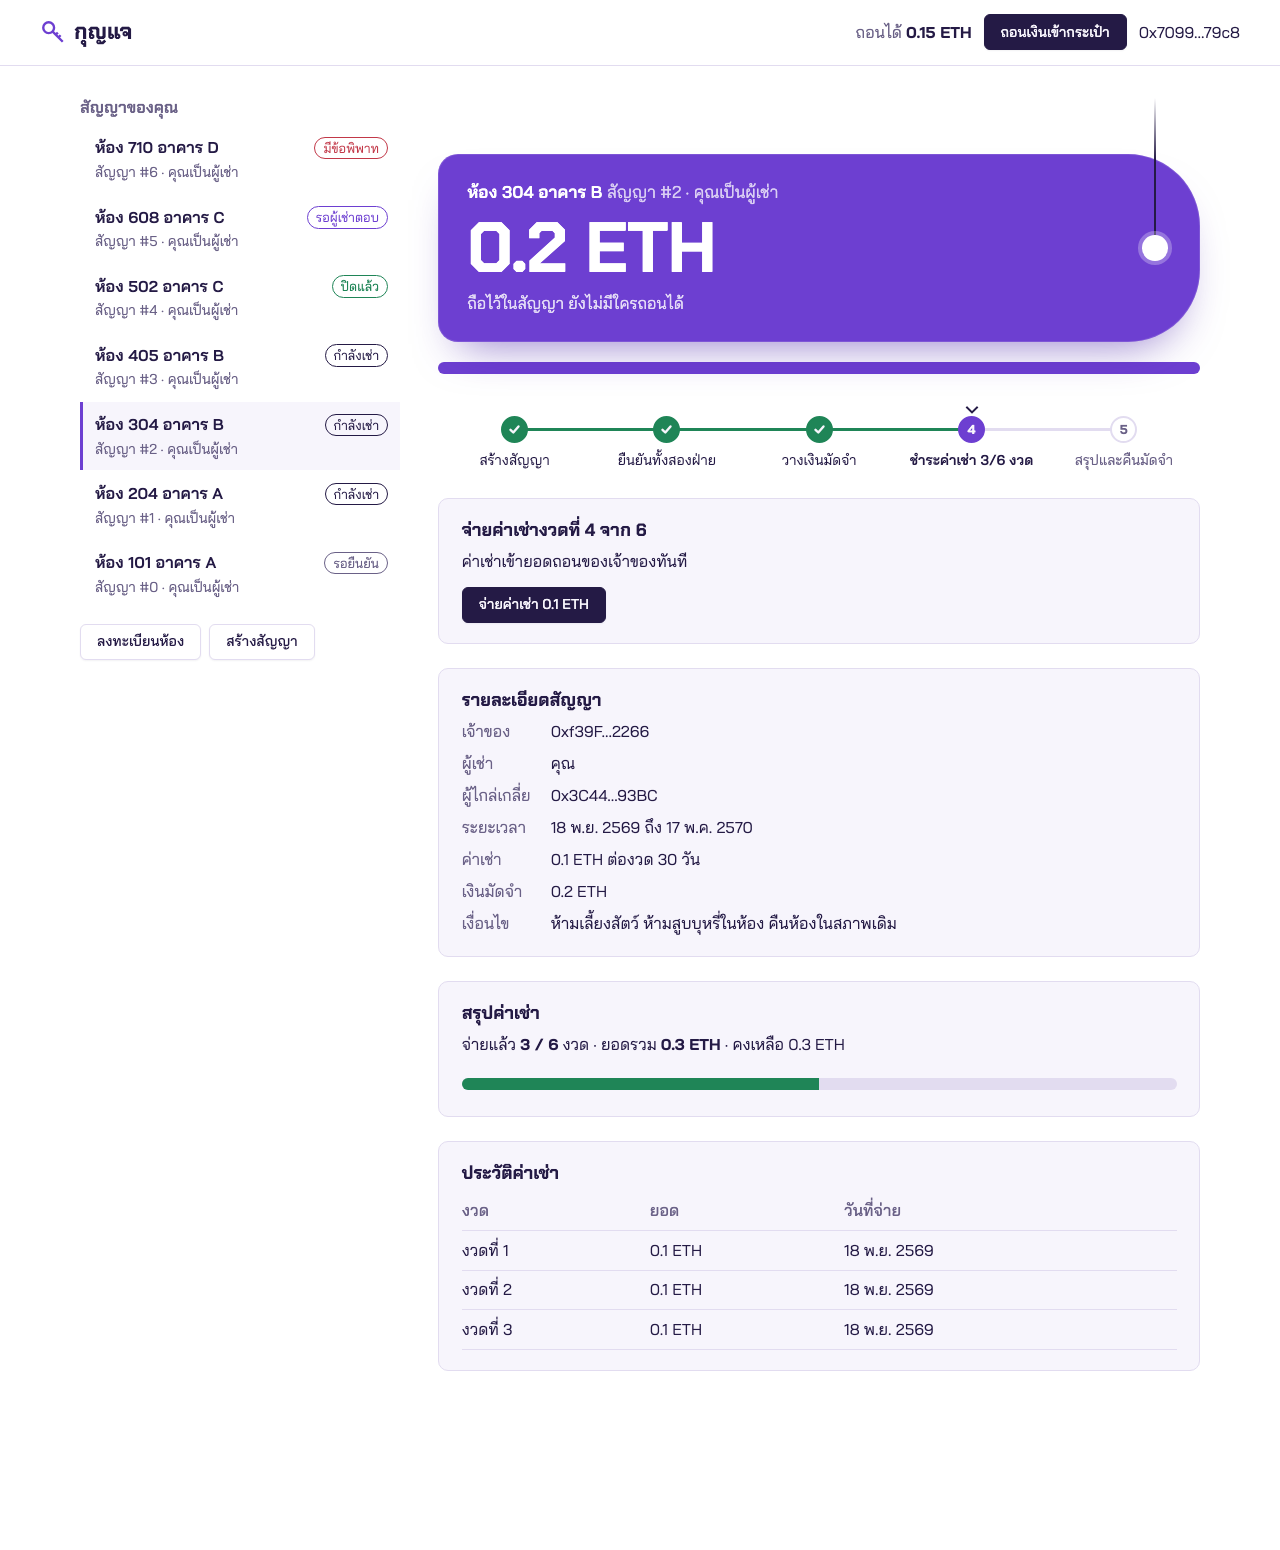 กุญแจ
ถอนได้ 0.15 ETH
ถอนเงินเข้ากระเป๋า
0x7099…79c8
สัญญาของคุณ
ห้อง 710 อาคาร D
มีข้อพิพาท
สัญญา #6 · คุณเป็นผู้เช่า
ห้อง 608 อาคาร C
รอผู้เช่าตอบ
สัญญา #5 · คุณเป็นผู้เช่า
ห้อง 502 อาคาร C
ปิดแล้ว
สัญญา #4 · คุณเป็นผู้เช่า
ห้อง 405 อาคาร B
กำลังเช่า
สัญญา #3 · คุณเป็นผู้เช่า
ห้อง 304 อาคาร B
กำลังเช่า
สัญญา #2 · คุณเป็นผู้เช่า
ห้อง 204 อาคาร A
กำลังเช่า
สัญญา #1 · คุณเป็นผู้เช่า
ห้อง 101 อาคาร A
รอยืนยัน
สัญญา #0 · คุณเป็นผู้เช่า
ลงทะเบียนห้อง
สร้างสัญญา
ห้อง 304 อาคาร B สัญญา #2 · คุณเป็นผู้เช่า
0.2 ETH
ถือไว้ในสัญญา ยังไม่มีใครถอนได้
4
5
สร้างสัญญา
ยืนยันทั้งสองฝ่าย
วางเงินมัดจำ
ชำระค่าเช่า 3/6 งวด
สรุปและคืนมัดจำ
จ่ายค่าเช่างวดที่ 4 จาก 6
ค่าเช่าเข้ายอดถอนของเจ้าของทันที
จ่ายค่าเช่า 0.1 ETH
รายละเอียดสัญญา
เจ้าของ 0xf39F…2266
ผู้เช่า คุณ
ผู้ไกล่เกลี่ย 0x3C44…93BC
ระยะเวลา 18 พ.ย. 2569 ถึง 17 พ.ค. 2570
ค่าเช่า 0.1 ETH ต่องวด 30 วัน
เงินมัดจำ 0.2 ETH
เงื่อนไข ห้ามเลี้ยงสัตว์ ห้ามสูบบุหรี่ในห้อง คืนห้องในสภาพเดิม
สรุปค่าเช่า
จ่ายแล้ว 3 / 6 งวด · ยอดรวม 0.3 ETH · คงเหลือ 0.3 ETH
ประวัติค่าเช่า
งวด ยอด วันที่จ่าย
งวดที่ 1 0.1 ETH 18 พ.ย. 2569
งวดที่ 2 0.1 ETH 18 พ.ย. 2569
งวดที่ 3 0.1 ETH 18 พ.ย. 2569